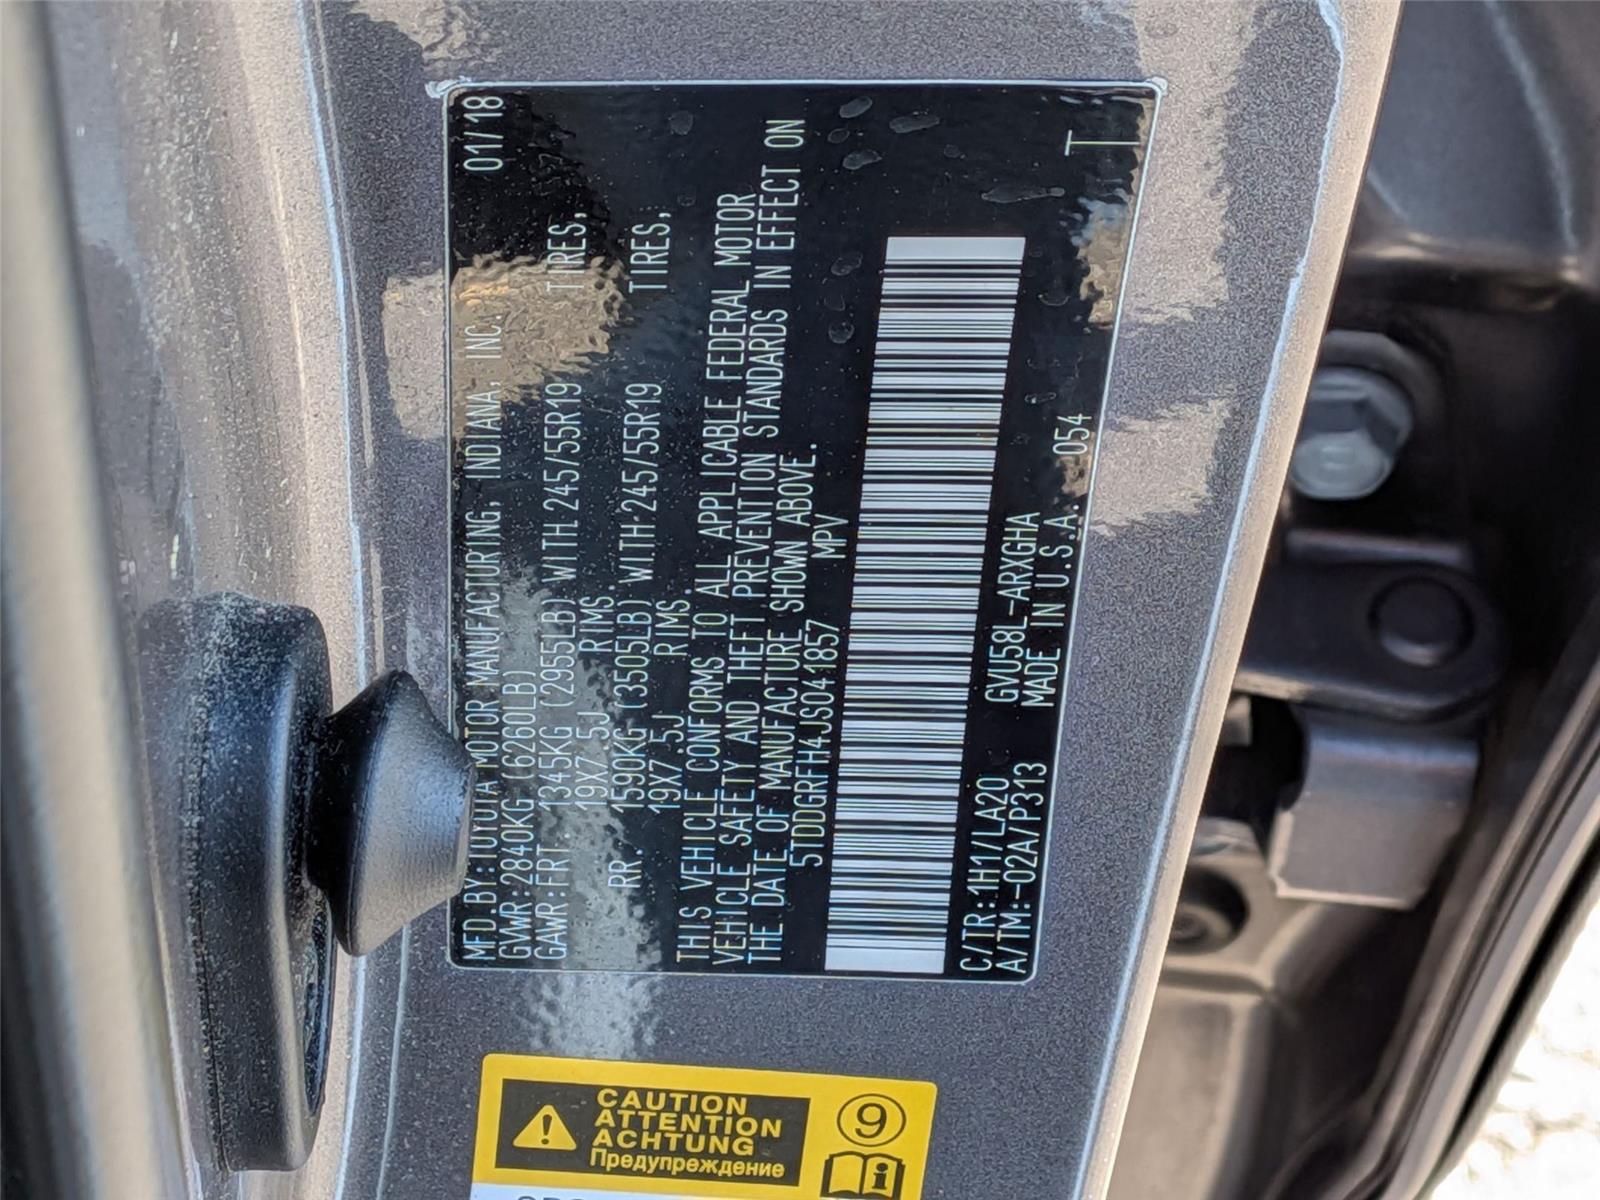 MFD.BY:TOYOTA MOTOR MANUFACTURING, INDIANA, INC. 01/18
GVWR:2840KG (6260LB)
GAWR:FRT. 1345KG (2955LB) WITH 245/55R19 TIRES,
19X7.5J RIMS.
RR. 1590KG (3505LB) WITH 245/55R19 TIRES,
19X7.5J RIMS.
THIS VEHICLE CONFORMS TO ALL APPLICABLE FEDERAL MOTOR
VEHICLE SAFETY AND THEFT PREVENTION STANDARDS IN EFFECT ON
THE DATE OF MANUFACTURE SHOWN ABOVE.
5TDDGRFH4JS041857 MPV
C/TR:1H1/LA20 GVU58L-ARXGHA
A/TM:-02A/P313 MADE IN U.S.A. 054
CAUTION
ATTENTION
ACHTUNG
Предупреждение
9
i